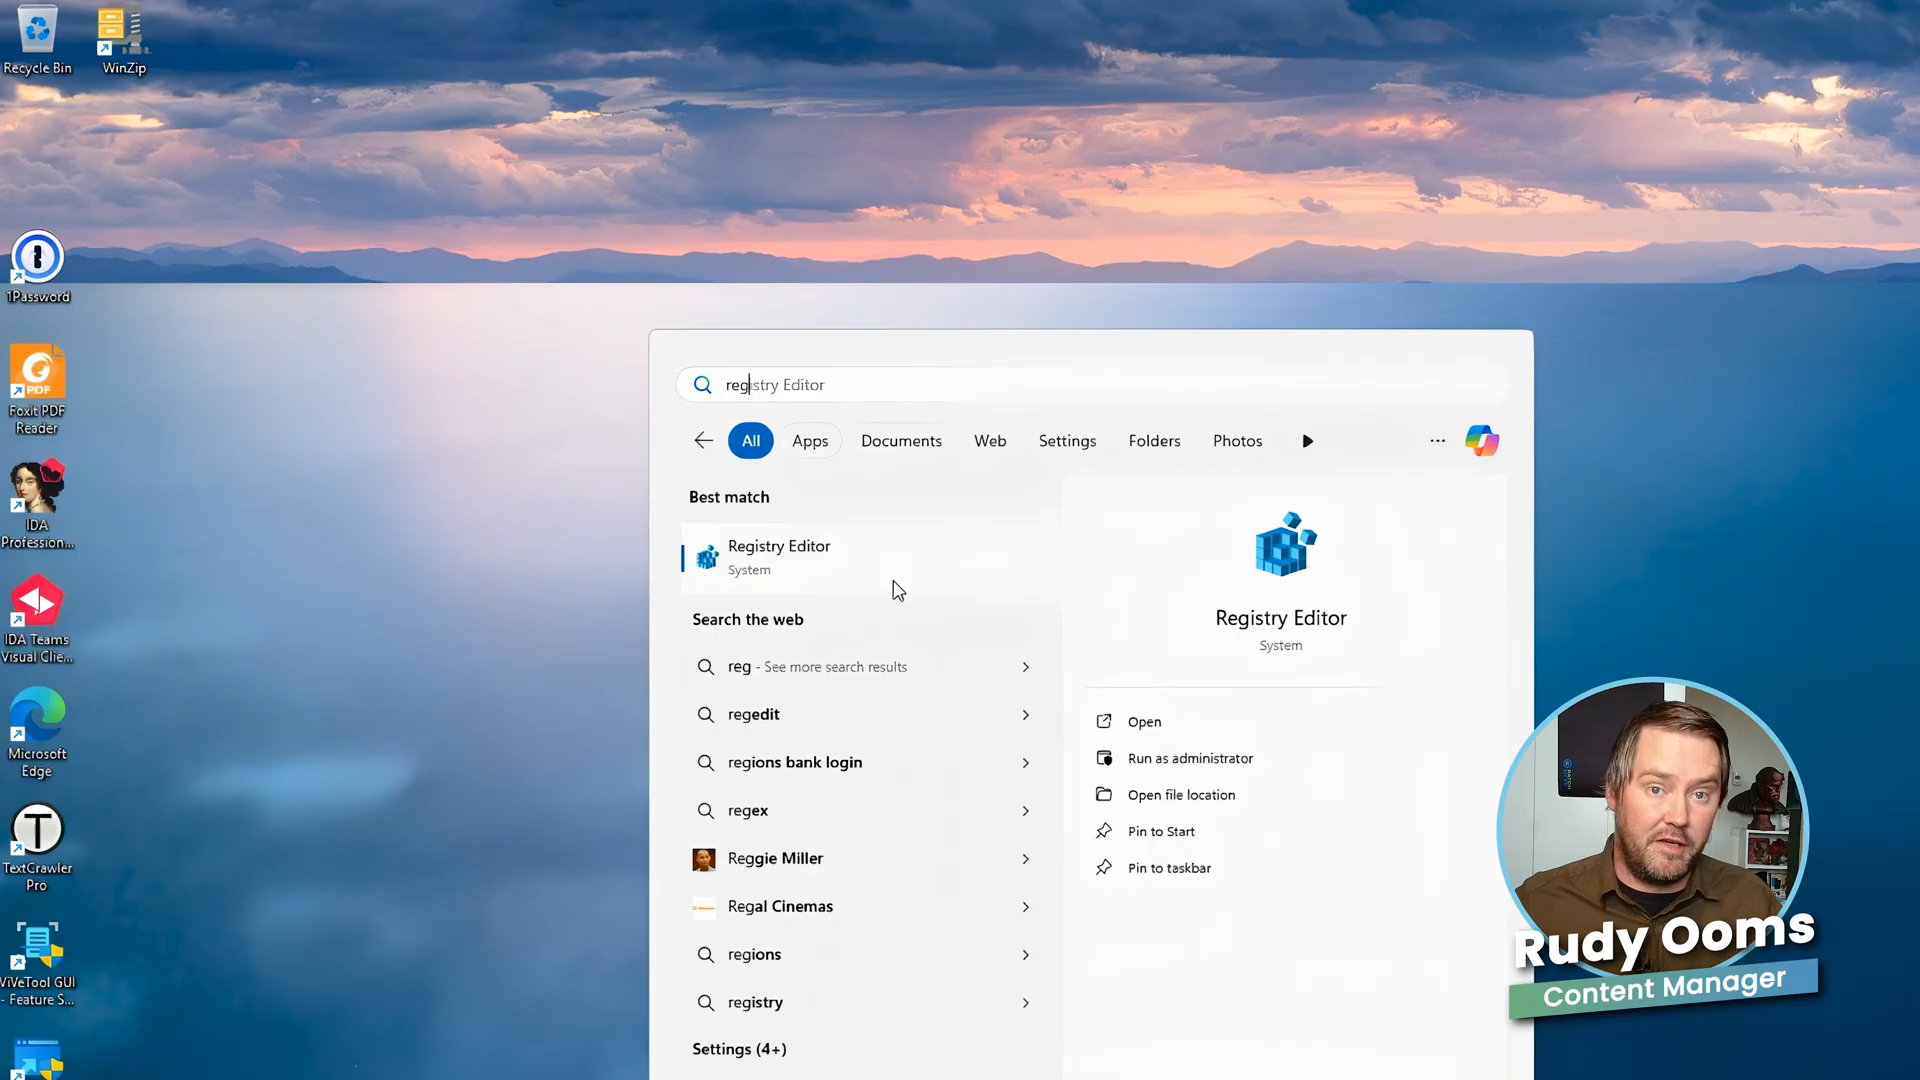 Recycle Bin
WinZip
1Password
Foxit PDF
Reader
IDA
Profession...
IDA Teams
Visual Clie...
Microsoft
Edge
TextCrawler
Pro
ViVeTool GUI
- Feature S...
registry Editor
All
Apps
Documents
Web
Settings
Folders
Photos
...
Best match
Registry Editor
System
Search the web
reg - See more search results
regedit
regions bank login
regex
Reggie Miller
Regal Cinemas
regions
registry
Settings (4+)
Registry Editor
System
Open
Run as administrator
Open file location
Pin to Start
Pin to taskbar
Rudy Ooms
Content Manager